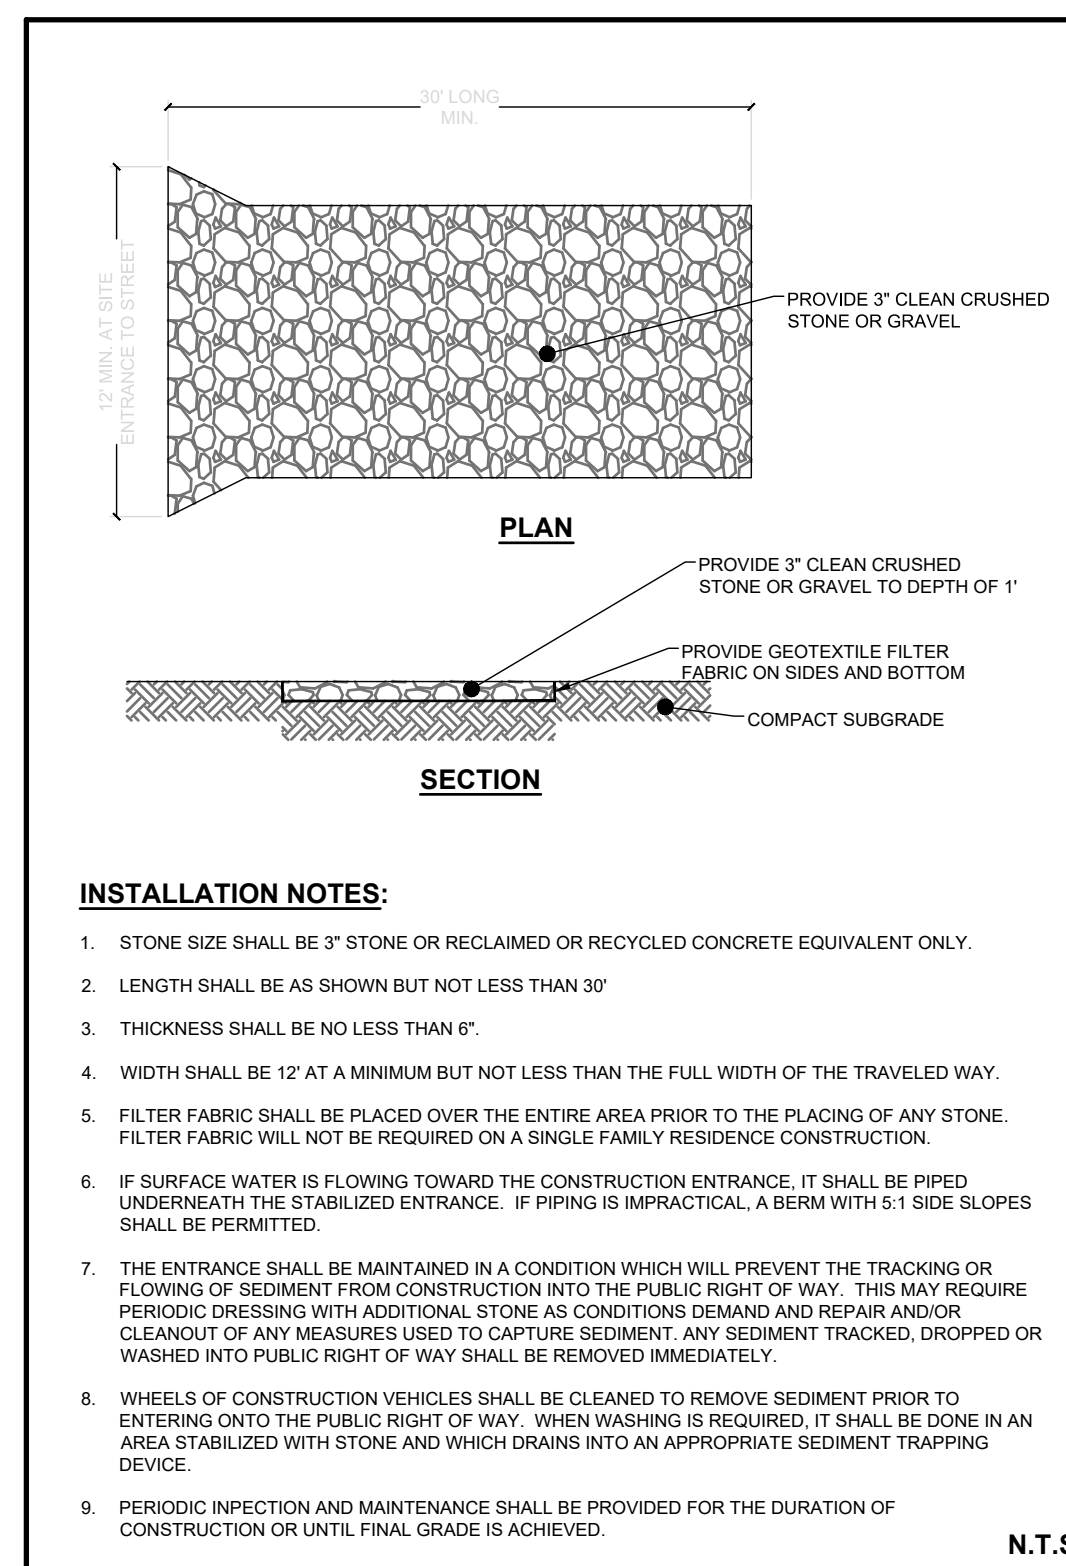 30' LONG
MIN.
12' MIN. AT SITE
ENTRANCE TO STREET
PROVIDE 3" CLEAN CRUSHED
STONE OR GRAVEL
PLAN
PROVIDE 3" CLEAN CRUSHED
STONE OR GRAVEL TO DEPTH OF 1'
PROVIDE GEOTEXTILE FILTER
FABRIC ON SIDES AND BOTTOM
COMPACT SUBGRADE
SECTION
INSTALLATION NOTES:
1. STONE SIZE SHALL BE 3" STONE OR RECLAIMED OR RECYCLED CONCRETE EQUIVALENT ONLY.
2. LENGTH SHALL BE AS SHOWN BUT NOT LESS THAN 30'
3. THICKNESS SHALL BE NO LESS THAN 6".
4. WIDTH SHALL BE 12' AT A MINIMUM BUT NOT LESS THAN THE FULL WIDTH OF THE TRAVELED WAY.
5. FILTER FABRIC SHALL BE PLACED OVER THE ENTIRE AREA PRIOR TO THE PLACING OF ANY STONE.
FILTER FABRIC WILL NOT BE REQUIRED ON A SINGLE FAMILY RESIDENCE CONSTRUCTION.
6. IF SURFACE WATER IS FLOWING TOWARD THE CONSTRUCTION ENTRANCE, IT SHALL BE PIPED
UNDERNEATH THE STABILIZED ENTRANCE. IF PIPING IS IMPRACTICAL, A BERM WITH 5:1 SIDE SLOPES
SHALL BE PERMITTED.
7. THE ENTRANCE SHALL BE MAINTAINED IN A CONDITION WHICH WILL PREVENT THE TRACKING OR
FLOWING OF SEDIMENT FROM CONSTRUCTION INTO THE PUBLIC RIGHT OF WAY. THIS MAY REQUIRE
PERIODIC DRESSING WITH ADDITIONAL STONE AS CONDITIONS DEMAND AND REPAIR AND/OR
CLEANOUT OF ANY MEASURES USED TO CAPTURE SEDIMENT. ANY SEDIMENT TRACKED, DROPPED OR
WASHED INTO PUBLIC RIGHT OF WAY SHALL BE REMOVED IMMEDIATELY.
8. WHEELS OF CONSTRUCTION VEHICLES SHALL BE CLEANED TO REMOVE SEDIMENT PRIOR TO
ENTERING ONTO THE PUBLIC RIGHT OF WAY. WHEN WASHING IS REQUIRED, IT SHALL BE DONE IN AN
AREA STABILIZED WITH STONE AND WHICH DRAINS INTO AN APPROPRIATE SEDIMENT TRAPPING
DEVICE.
9. PERIODIC INPECTION AND MAINTENANCE SHALL BE PROVIDED FOR THE DURATION OF
CONSTRUCTION OR UNTIL FINAL GRADE IS ACHIEVED.
N.T.S